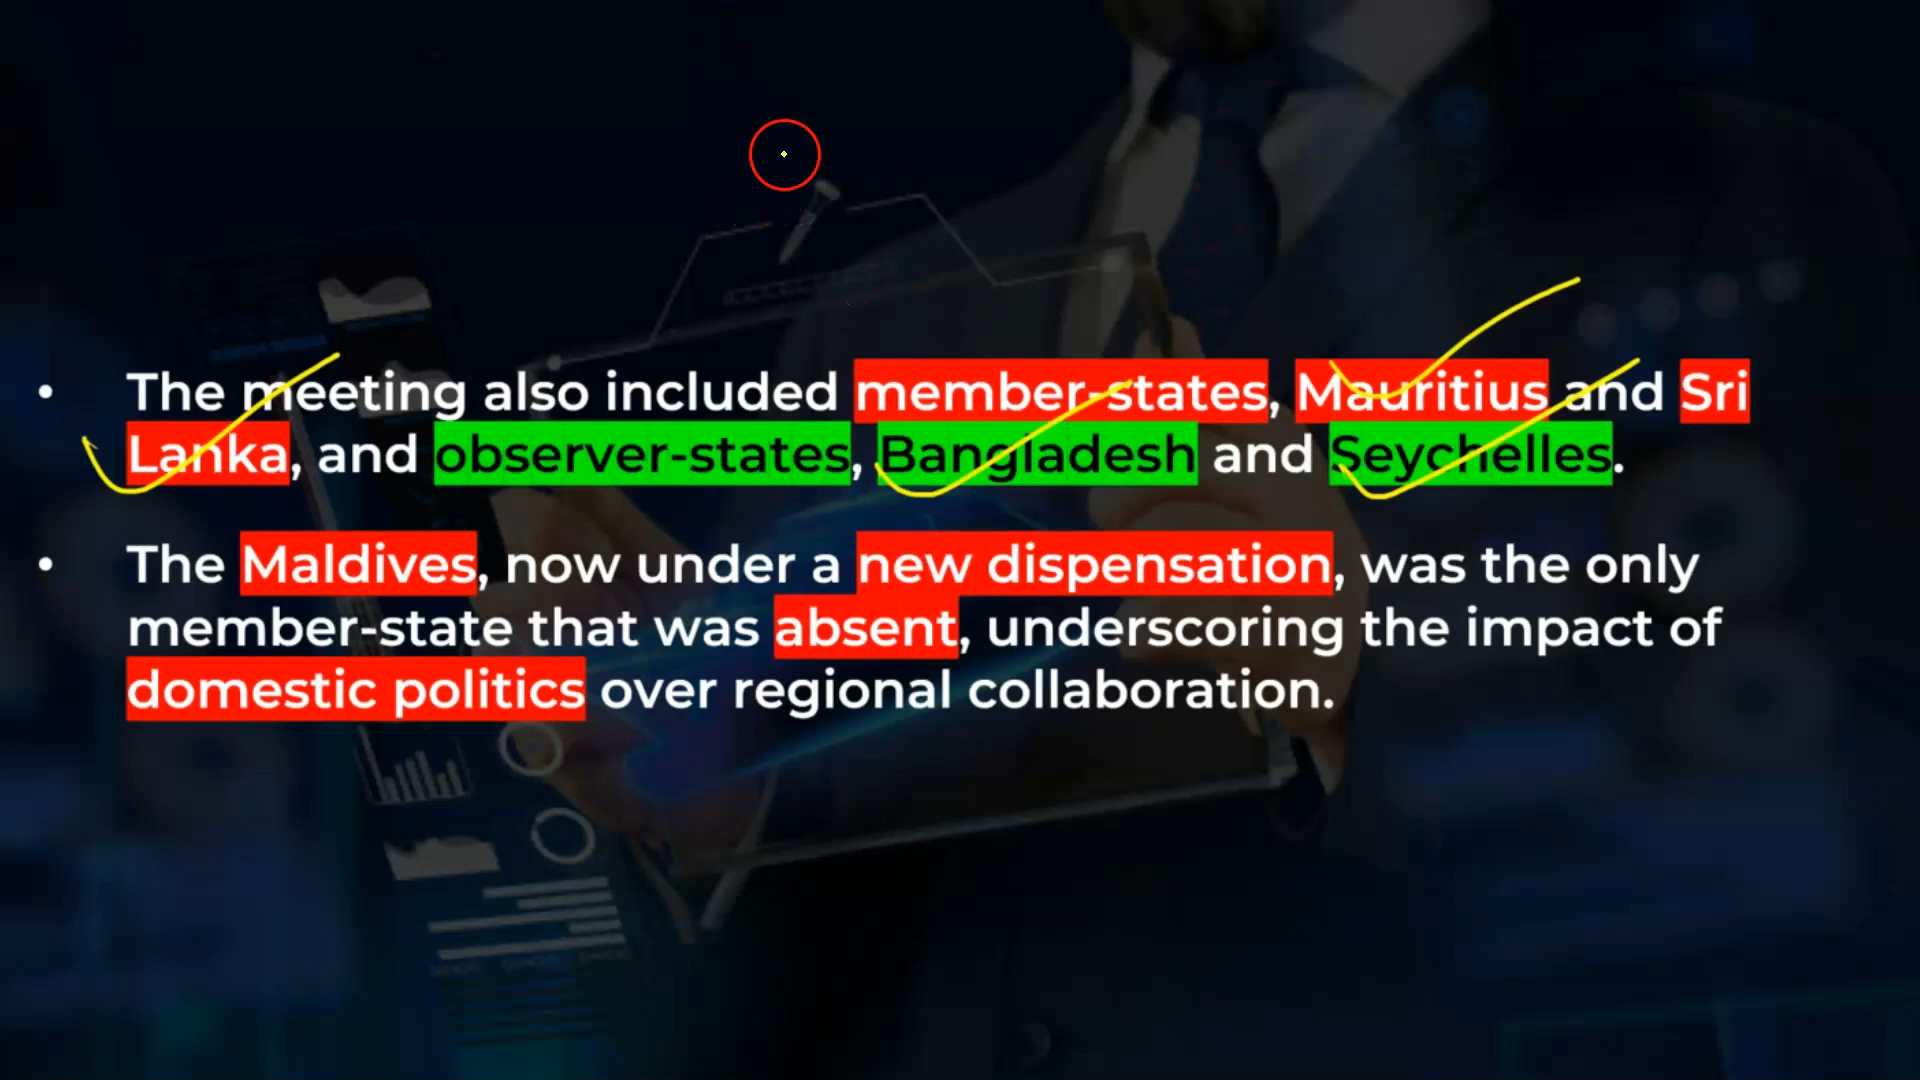 • The meeting also included member-states, Mauritius and Sri
Lanka, and observer-states, Bangladesh and Seychelles.
• The Maldives, now under a new dispensation, was the only
member-state that was absent, underscoring the impact of
domestic politics over regional collaboration.